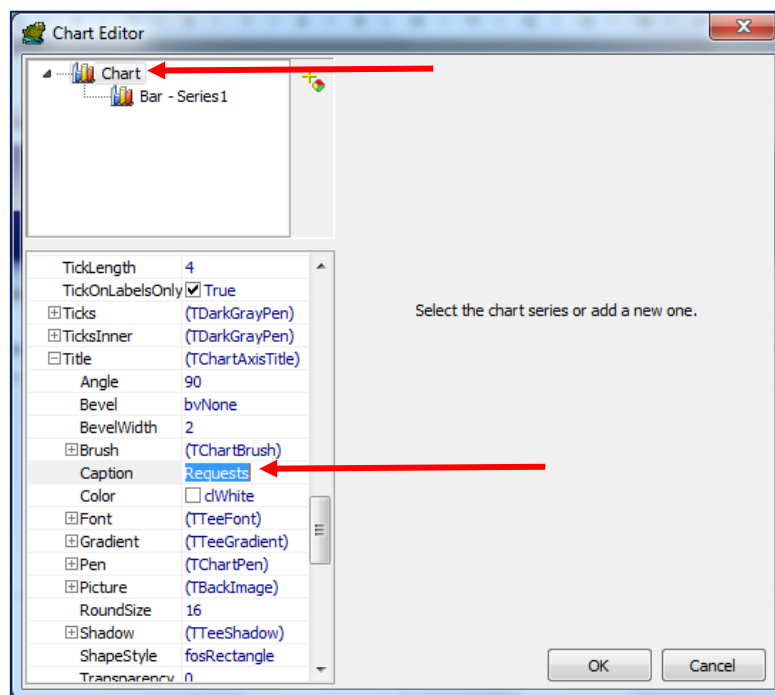 Chart Editor
Chart
Bar - Series1
TickLength 4
TickOnLabelsOnly True
Ticks (TDarkGrayPen)
TicksInner (TDarkGrayPen)
Title (TChartAxisTitle)
Angle 90
Bevel bvNone
BevelWidth 2
Brush (TChartBrush)
Caption Requests
Color clWhite
Font (TTeeFont)
Gradient (TTeeGradient)
Pen (TChartPen)
Picture (TBackImage)
RoundSize 16
Shadow (TTeeShadow)
ShapeStyle fosRectangle
Transparency 0
Select the chart series or add a new one.
OK Cancel